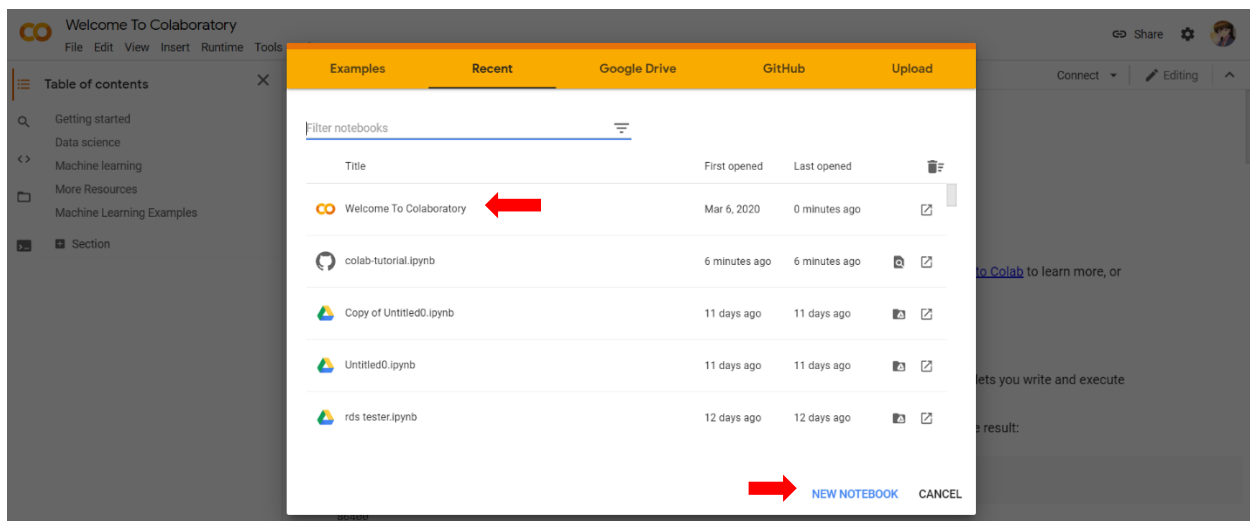 Welcome To Colaboratory
File Edit View Insert Runtime Tools
Share
Table of contents
Connect
Editing
Getting started
Data science
Machine learning
More Resources
Machine Learning Examples
Section
Examples Recent Google Drive GitHub Upload
Filter notebooks
Title First opened Last opened
Welcome To Colaboratory Mar 6, 2020 0 minutes ago
colab-tutorial.ipynb 6 minutes ago 6 minutes ago
Copy of Untitled0.ipynb 11 days ago 11 days ago
Untitled0.ipynb 11 days ago 11 days ago
rds tester.ipynb 12 days ago 12 days ago
NEW NOTEBOOK CANCEL
to Colab to learn more, or
lets you write and execute
result: